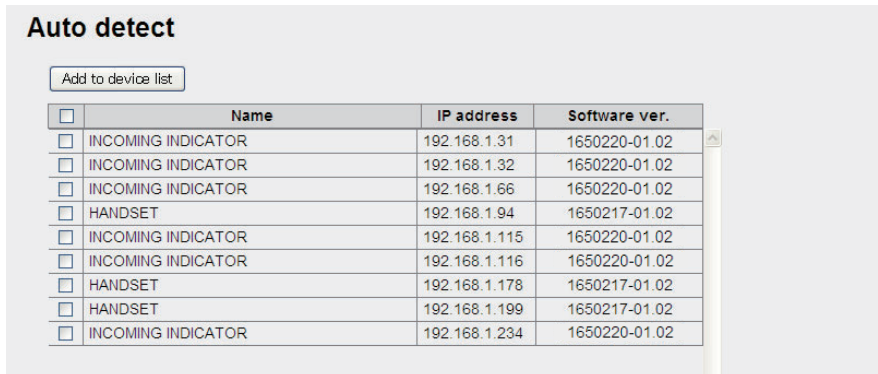 Auto detect
Add to device list
Name IP address Software ver.
INCOMING INDICATOR 192.168.1.31 1650220-01.02
INCOMING INDICATOR 192.168.1.32 1650220-01.02
INCOMING INDICATOR 192.168.1.66 1650220-01.02
HANDSET 192.168.1.94 1650217-01.02
INCOMING INDICATOR 192.168.1.115 1650220-01.02
INCOMING INDICATOR 192.168.1.116 1650220-01.02
HANDSET 192.168.1.178 1650217-01.02
HANDSET 192.168.1.199 1650217-01.02
INCOMING INDICATOR 192.168.1.234 1650220-01.02